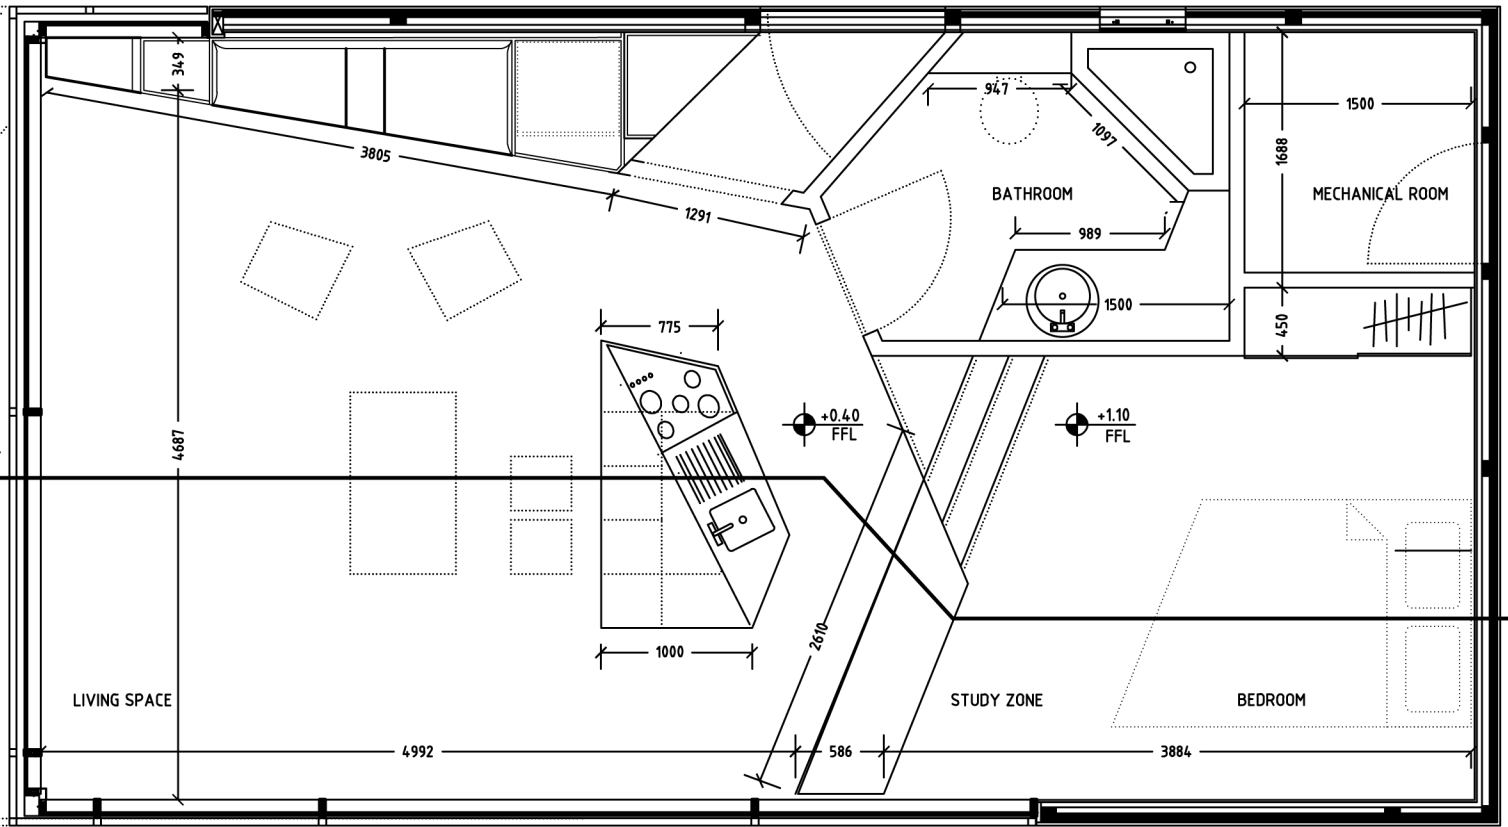 349
947
1500
3805
1097
1688
BATHROOM
MECHANICAL ROOM
1291
989
1500
450
775
+0.40
FFL
+1.10
FFL
4687
2610
1000
LIVING SPACE
STUDY ZONE
BEDROOM
4992
586
3884